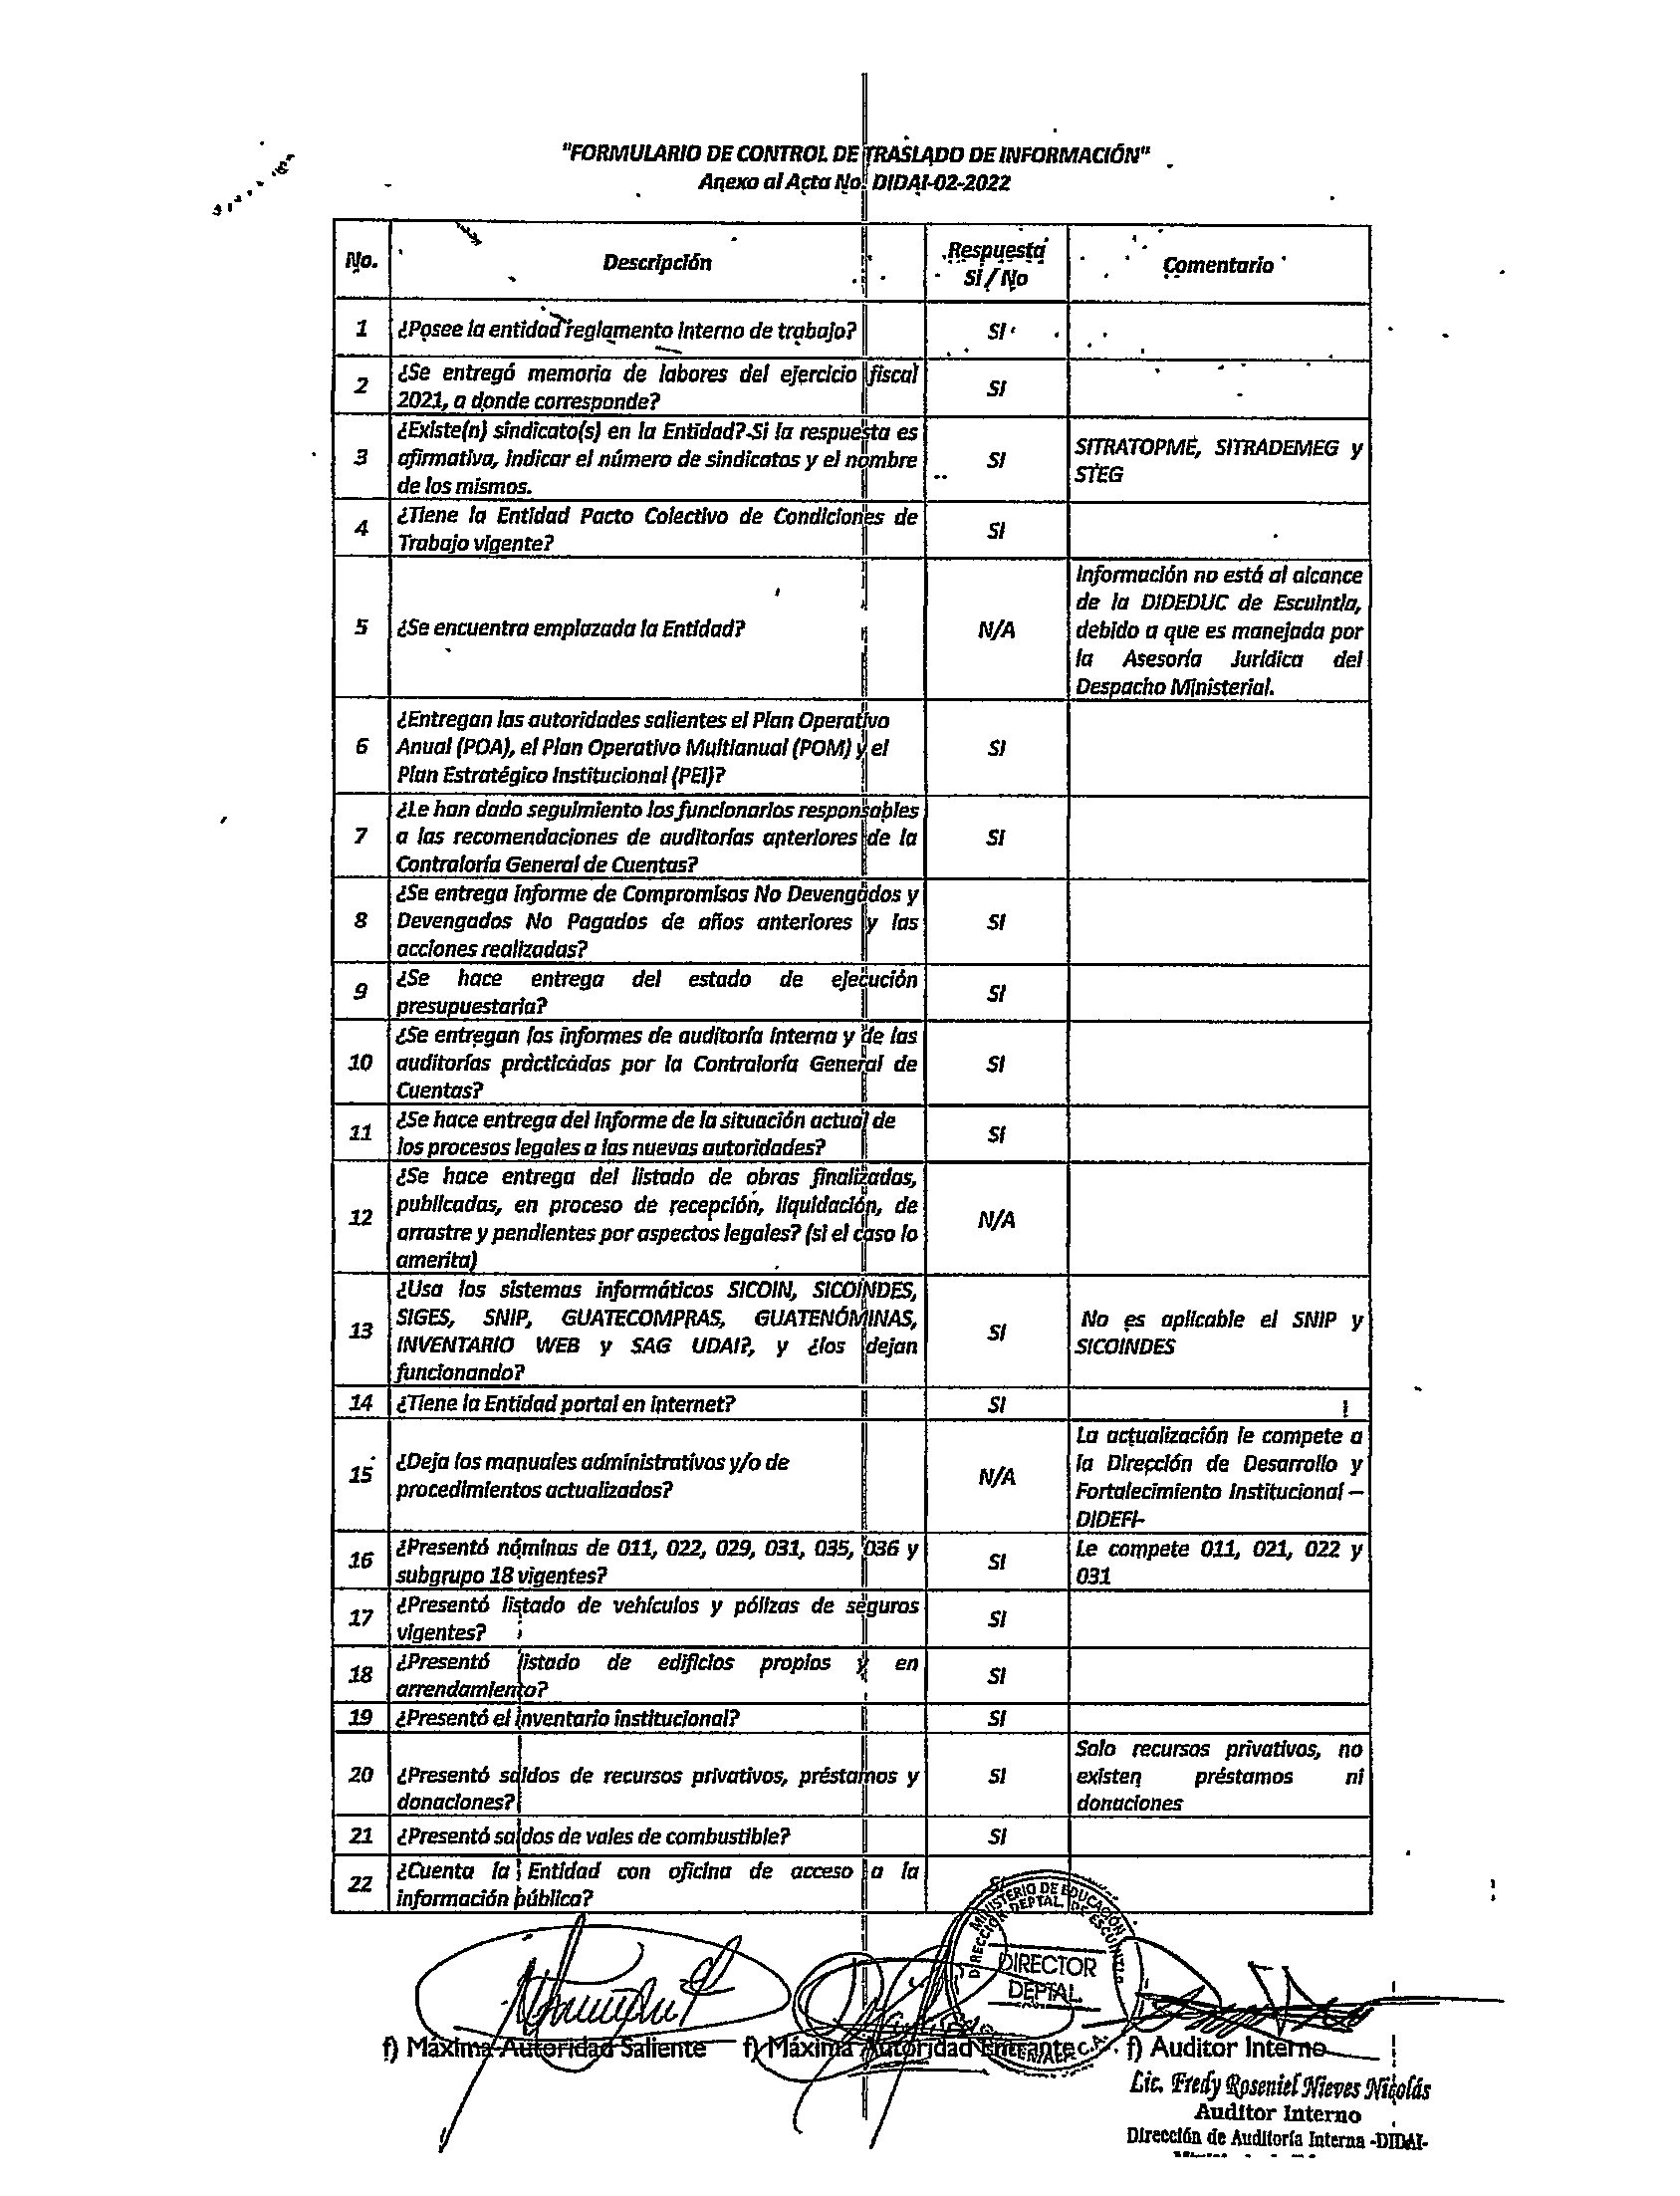 "FORMULARIO DE CONTROL DE TRASLADO DE INFORMACIÓN"
Anexo al Acta No. DIDAI-02-2022
No.
Descripción
Respuesta
SI / No
Comentario
1
¿Posee la entidad reglamento interno de trabajo?
SI
2
¿Se entregó memoria de labores del ejercicio fiscal
2021, a donde corresponde?
SI
3
¿Existe(n) sindicato(s) en la Entidad? Si la respuesta es
afirmativa, indicar el número de sindicatos y el nombre
de los mismos.
SI
SITRATOPME, SITRADEMEG y
STEG
4
¿Tiene la Entidad Pacto Colectivo de Condiciones de
Trabajo vigente?
SI
5
¿Se encuentra emplazada la Entidad?
N/A
Información no está al alcance
de la DIDEDUC de Escuintla,
debido a que es manejada por
la Asesoría Jurídica del
Despacho Ministerial.
6
¿Entregan las autoridades salientes el Plan Operativo
Anual (POA), el Plan Operativo Multianual (POM) y el
Plan Estratégico Institucional (PEI)?
SI
7
¿Le han dado seguimiento los funcionarios responsables
a las recomendaciones de auditorías anteriores de la
Contraloría General de Cuentas?
SI
8
¿Se entrega informe de Compromisos No Devengados y
Devengados No Pagados de años anteriores y las
acciones realizadas?
SI
9
¿Se hace entrega del estado de ejecución
presupuestaria?
SI
10
¿Se entregan los informes de auditoría interna y de las
auditorías prácticadas por la Contraloría General de
Cuentas?
SI
11
¿Se hace entrega del informe de la situación actual de
los procesos legales a las nuevas autoridades?
SI
12
¿Se hace entrega del listado de obras finalizadas,
publicadas, en proceso de recepción, liquidación, de
arrastre y pendientes por aspectos legales? (si el caso lo
amerita)
N/A
13
¿Usa los sistemas informáticos SICOIN, SICOINDES,
SIGES, SNIP, GUATECOMPRAS, GUATENÓMINAS,
INVENTARIO WEB y SAG UDAI?, y ¿los dejan
funcionando?
SI
No es aplicable el SNIP y
SICOINDES
14
¿Tiene la Entidad portal en internet?
SI
15
¿Deja los manuales administrativos y/o de
procedimientos actualizados?
N/A
La actualización le compete a
la Dirección de Desarrollo y
Fortalecimiento Institucional –
DIDEFI-
16
¿Presentó nóminas de 011, 022, 029, 031, 035, 036 y
subgrupo 18 vigentes?
SI
Le compete 011, 021, 022 y
031
17
¿Presentó listado de vehículos y pólizas de seguros
vigentes?
SI
18
¿Presentó listado de edificios propios y en
arrendamiento?
SI
19
¿Presentó el inventario institucional?
SI
20
¿Presentó saldos de recursos privativos, préstamos y
donaciones?
SI
Solo recursos privativos, no
existen préstamos ni
donaciones
21
¿Presentó saldos de vales de combustible?
SI
22
¿Cuenta la Entidad con oficina de acceso a la
información pública?
MINISTERIO DE EDUCACIÓN
DIRECCIÓN DEPTAL. DE ESCUINTLA
DIRECTOR
DEPTAL.
f) Máxima Autoridad Saliente
f) Máxima Autoridad Entrante
f) Auditor Interno
Lic. Fredy Roseniel Nieves Nicolás
Auditor Interno
Dirección de Auditoría Interna -DIDAI-